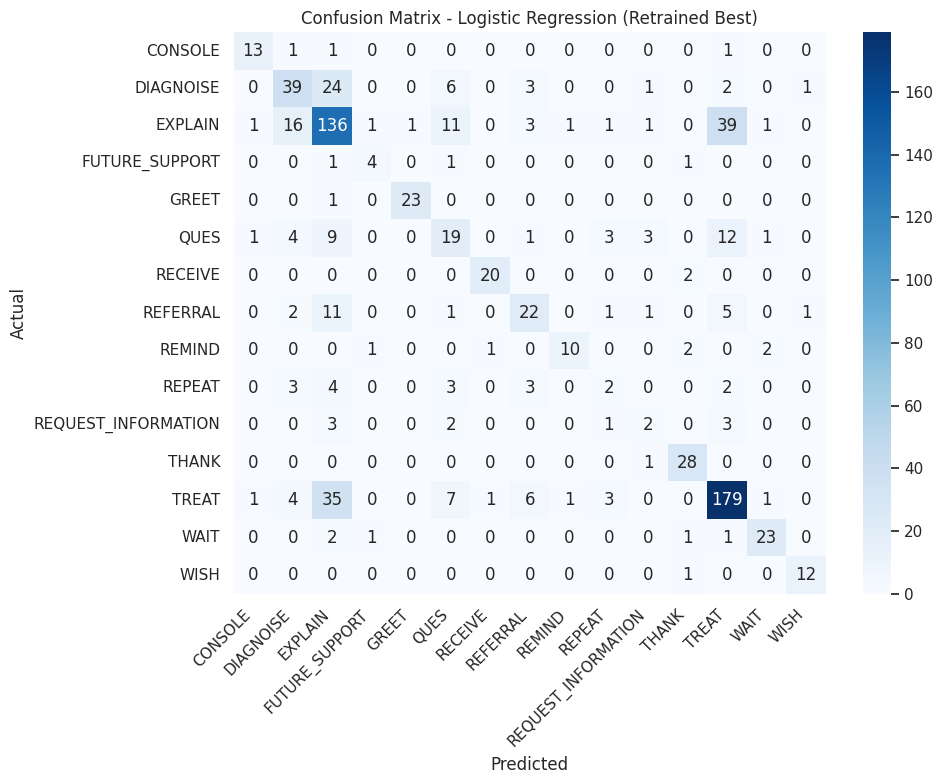 Confusion Matrix - Logistic Regression (Retrained Best)
CONSOLE 13 1 1 0 0 0 0 0 0 0 0 0 1 0 0
DIAGNOISE 0 39 24 0 0 6 0 3 0 0 1 0 2 0 1
EXPLAIN 1 16 136 1 1 11 0 3 1 1 1 0 39 1 0
FUTURE_SUPPORT 0 0 1 4 0 1 0 0 0 0 0 1 0 0 0
GREET 0 0 1 0 23 0 0 0 0 0 0 0 0 0 0
QUES 1 4 9 0 0 19 0 1 0 3 3 0 12 1 0
RECEIVE 0 0 0 0 0 0 20 0 0 0 0 2 0 0 0
REFERRAL 0 2 11 0 0 1 0 22 0 1 1 0 5 0 1
REMIND 0 0 0 1 0 0 1 0 10 0 0 2 0 2 0
REPEAT 0 3 4 0 0 3 0 3 0 2 0 0 2 0 0
REQUEST_INFORMATION 0 0 3 0 0 2 0 0 0 1 2 0 3 0 0
THANK 0 0 0 0 0 0 0 0 0 0 1 28 0 0 0
TREAT 1 4 35 0 0 7 1 6 1 3 0 0 179 1 0
WAIT 0 0 2 1 0 0 0 0 0 0 0 1 1 23 0
WISH 0 0 0 0 0 0 0 0 0 0 0 1 0 0 12
Actual
CONSOLE
DIAGNOISE
EXPLAIN
FUTURE_SUPPORT
GREET
QUES
RECEIVE
REFERRAL
REMIND
REPEAT
REQUEST_INFORMATION
THANK
TREAT
WAIT
WISH
Predicted
160
140
120
100
80
60
40
20
0